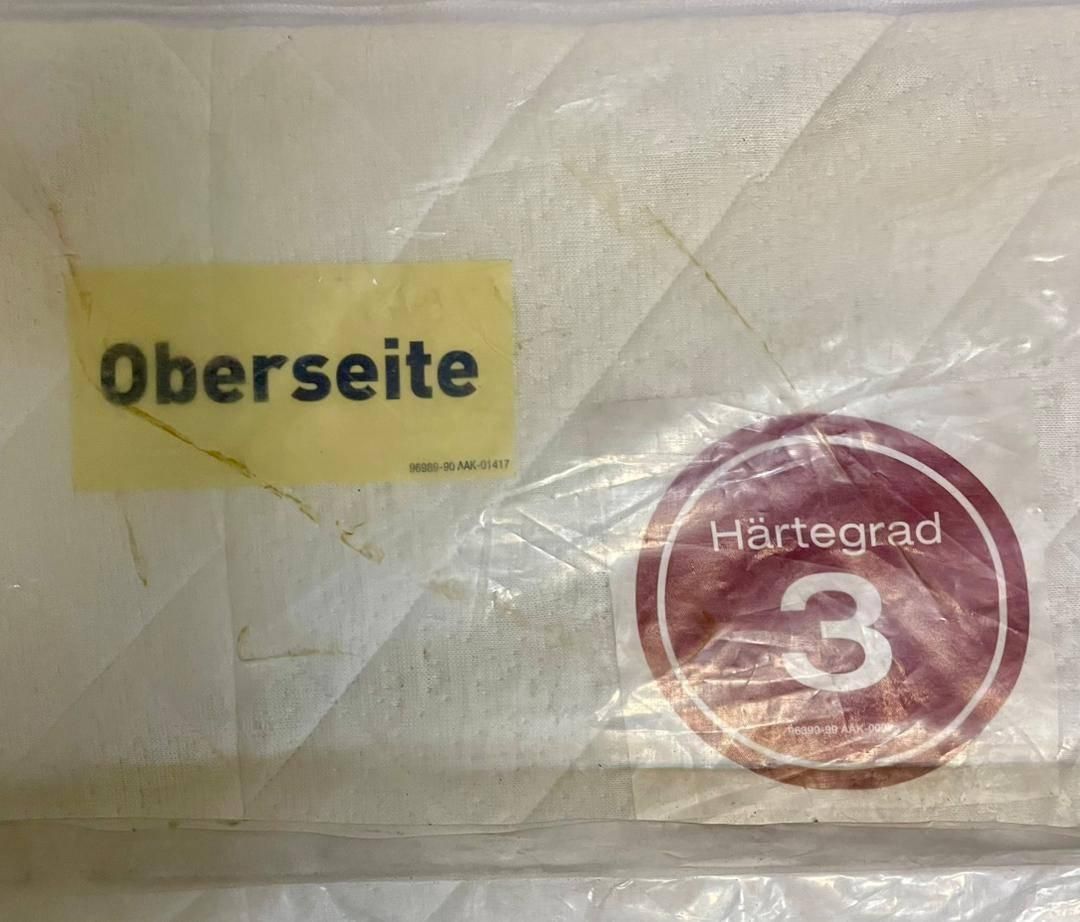 Oberseite
96989-90 AAK-01417
Härtegrad
3